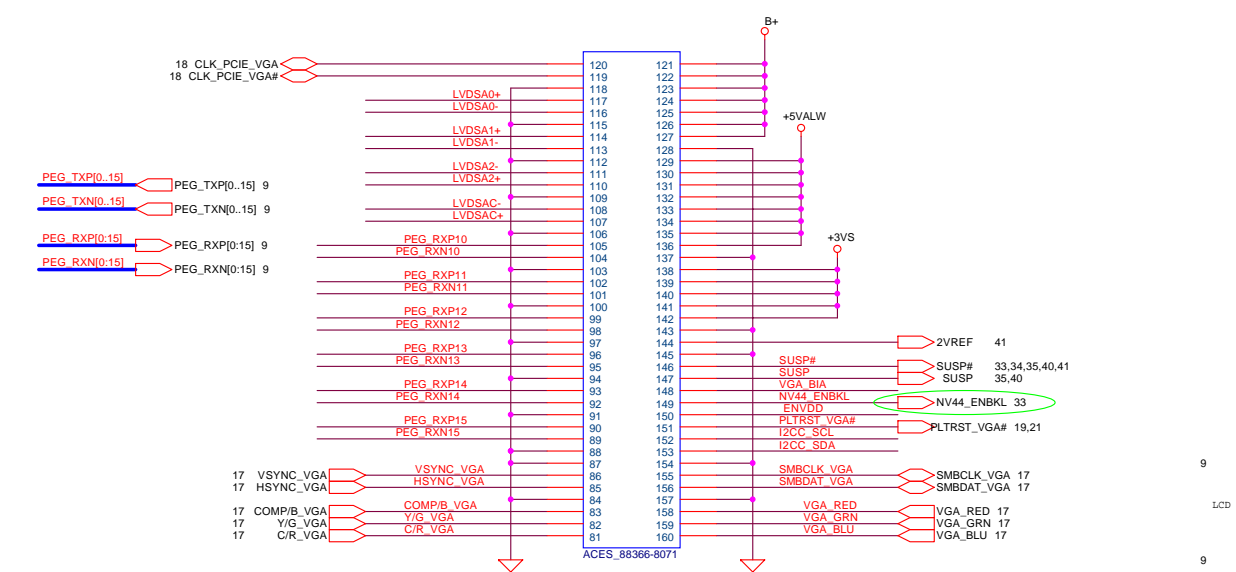 B+
18 CLK_PCIE_VGA 120 121
18 CLK_PCIE_VGA# 119 122
118 123
LVDSA0+ 117 124
LVDSA0- 116 125
115 126
+5VALW
LVDSA1+ 114 127
LVDSA1- 113 128
112 129
LVDSA2- 111 130
PEG_TXP[0..15] PEG_TXP[0..15] 9 LVDSA2+ 110 131
109 132
PEG_TXN[0..15] PEG_TXN[0..15] 9 LVDSAC- 108 133
LVDSAC+ 107 134
106 135
+3VS
PEG_RXP[0:15] PEG_RXP[0:15] 9 PEG_RXP10 105 136
PEG_RXN10 104 137
PEG_RXN[0:15] PEG_RXN[0:15] 9 103 138
PEG_RXP11 102 139
PEG_RXN11 101 140
100 141
PEG_RXP12 99 142
PEG_RXN12 98 143
97 144 2VREF 41
PEG_RXP13 96 145
PEG_RXN13 95 146 SUSP# SUSP# 33,34,35,40,41
94 147 SUSP SUSP 35,40
PEG_RXP14 93 148 VGA_BIA
PEG_RXN14 92 149 NV44_ENBKL NV44_ENBKL 33
91 150 ENVDD
PEG_RXP15 90 151 PLTRST_VGA# PLTRST_VGA# 19,21
PEG_RXN15 89 152 I2CC_SCL
88 153 I2CC_SDA
87 154
9
17 VSYNC_VGA VSYNC_VGA 86 155 SMBCLK_VGA SMBCLK_VGA 17
17 HSYNC_VGA HSYNC_VGA 85 156 SMBDAT_VGA SMBDAT_VGA 17
84 157
LCD
17 COMP/B_VGA COMP/B_VGA 83 158 VGA_RED VGA_RED 17
17 Y/G_VGA Y/G_VGA 82 159 VGA_GRN VGA_GRN 17
17 C/R_VGA C/R_VGA 81 160 VGA_BLU VGA_BLU 17
ACES_88366-8071
9